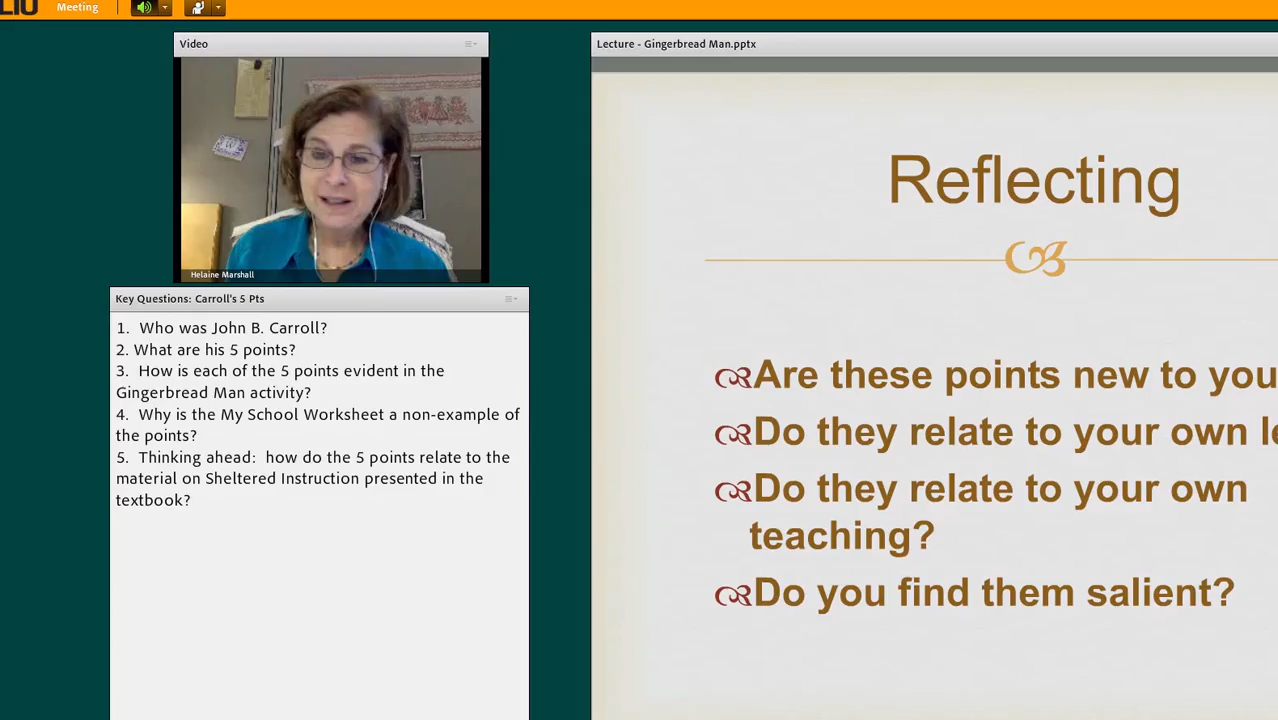 LIU Meeting
Video
Helaine Marshall
Key Questions: Carroll's 5 Pts
1. Who was John B. Carroll?
2. What are his 5 points?
3. How is each of the 5 points evident in the
Gingerbread Man activity?
4. Why is the My School Worksheet a non-example of
the points?
5. Thinking ahead: how do the 5 points relate to the
material on Sheltered Instruction presented in the
textbook?
Lecture - Gingerbread Man.pptx
Reflecting
Are these points new to you
Do they relate to your own
Do they relate to your own
teaching?
Do you find them salient?